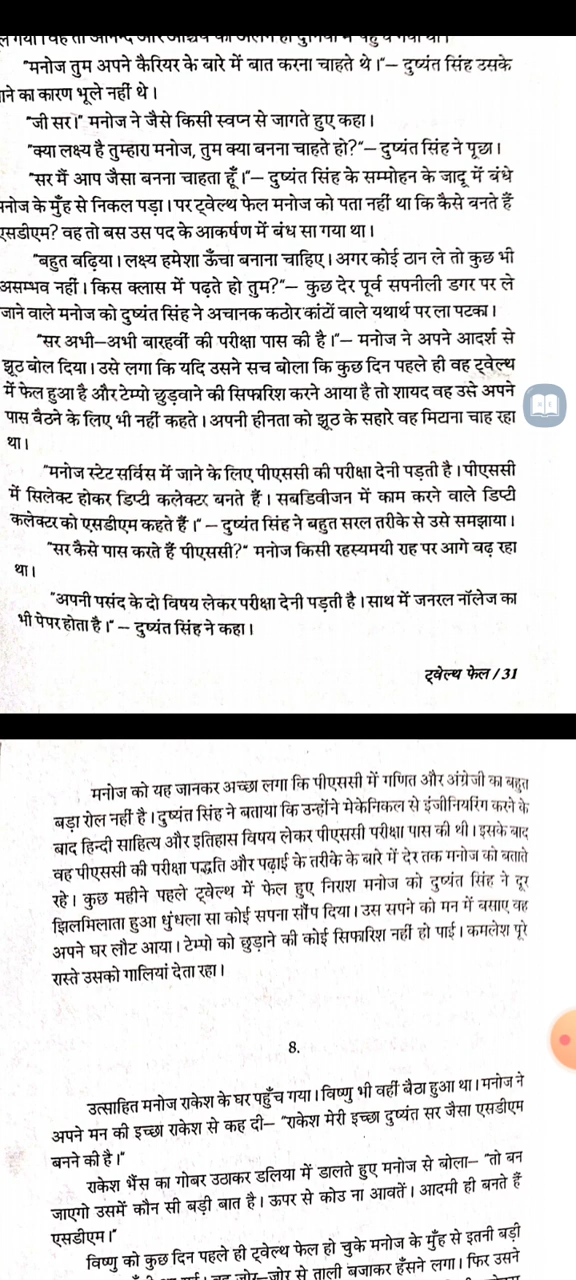 "मनोज तुम अपने कैरियर के बारे में बात करना चाहते थे।"– दुष्यंत सिंह उसके
ाने का कारण भूले नहीं थे।
"जी सर।" मनोज ने जैसे किसी स्वप्न से जागते हुए कहा।
"क्या लक्ष्य है तुम्हारा मनोज, तुम क्या बनना चाहते हो?"– दुष्यंत सिंह ने पूछा।
"सर मैं आप जैसा बनना चाहता हूँ।"– दुष्यंत सिंह के सम्मोहन के जादू में बंधे
मनोज के मुँह से निकल पड़ा। पर ट्वेल्थ फेल मनोज को पता नहीं था कि कैसे बनते हैं
एसडीएम? वह तो बस उस पद के आकर्षण में बंध सा गया था।
"बहुत बढ़िया। लक्ष्य हमेशा ऊँचा बनाना चाहिए। अगर कोई ठान ले तो कुछ भी
असम्भव नहीं। किस क्लास में पढ़ते हो तुम?"– कुछ देर पूर्व सपनीली डगर पर ले
जाने वाले मनोज को दुष्यंत सिंह ने अचानक कठोर कांटों वाले यथार्थ पर ला पटका।
"सर अभी–अभी बारहवीं की परीक्षा पास की है।"– मनोज ने अपने आदर्श से
झूठ बोल दिया। उसे लगा कि यदि उसने सच बोला कि कुछ दिन पहले ही वह ट्वेल्थ
में फेल हुआ है और टेम्पो छुड़वाने की सिफारिश करने आया है तो शायद वह उसे अपने
पास बैठने के लिए भी नहीं कहते। अपनी हीनता को झूठ के सहारे वह मिटाना चाह रहा
था।
"मनोज स्टेट सर्विस में जाने के लिए पीएससी की परीक्षा देनी पड़ती है। पीएससी
में सिलेक्ट होकर डिप्टी कलेक्टर बनते हैं। सबडिवीजन में काम करने वाले डिप्टी
कलेक्टर को एसडीएम कहते हैं।" – दुष्यंत सिंह ने बहुत सरल तरीके से उसे समझाया।
"सर कैसे पास करते हैं पीएससी?" मनोज किसी रहस्यमयी राह पर आगे बढ़ रहा
था।
"अपनी पसंद के दो विषय लेकर परीक्षा देनी पड़ती है। साथ में जनरल नॉलेज का
भी पेपर होता है।" – दुष्यंत सिंह ने कहा।
ट्वेल्थ फेल / 31
मनोज को यह जानकर अच्छा लगा कि पीएससी में गणित और अंग्रेजी का बहुत
बड़ा रोल नहीं है। दुष्यंत सिंह ने बताया कि उन्होंने मेकेनिकल से इंजीनियरिंग करने के
बाद हिन्दी साहित्य और इतिहास विषय लेकर पीएससी परीक्षा पास की थी। इसके बाद
वह पीएससी की परीक्षा पद्धति और पढ़ाई के तरीके के बारे में देर तक मनोज को बताते
रहे। कुछ महीने पहले ट्वेल्थ में फेल हुए निराश मनोज को दुष्यंत सिंह ने दूर
झिलमिलाता हुआ धुंधला सा कोई सपना सौंप दिया। उस सपने को मन में बसाए वह
अपने घर लौट आया। टेम्पो को छुड़ाने की कोई सिफारिश नहीं हो पाई। कमलेश पूरे
रास्ते उसको गालियां देता रहा।
8.
उत्साहित मनोज राकेश के घर पहुँच गया। विष्णु भी वहीं बैठा हुआ था। मनोज ने
अपने मन की इच्छा राकेश से कह दी– "राकेश मेरी इच्छा दुष्यंत सर जैसा एसडीएम
बनने की है।"
राकेश भैंस का गोबर उठाकर डलिया में डालते हुए मनोज से बोला– "तो बन
जाएगो उसमें कौन सी बड़ी बात है। ऊपर से कोउ ना आवतें। आदमी ही बनते हैं
एसडीएम।"
विष्णु को कुछ दिन पहले ही ट्वेल्थ फेल हो चुके मनोज के मुँह से इतनी बड़ी
जोर–जोर से ताली बजाकर हँसने लगा। फिर उसने